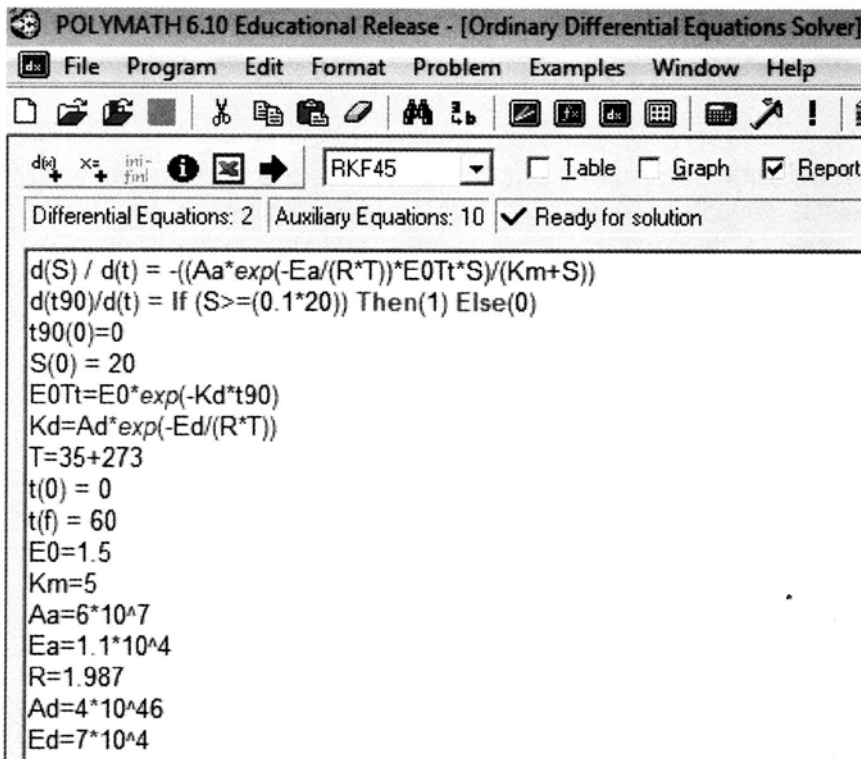 POLYMATH 6.10 Educational Release - [Ordinary Differential Equations Solver]
File Program Edit Format Problem Examples Window Help
d(x) x= ini- finl RKF45 Table Graph Report
Differential Equations: 2 Auxiliary Equations: 10 Ready for solution
d(S) / d(t) = -((Aa*exp(-Ea/(R*T))*E0Tt*S)/(Km+S))
d(t90)/d(t) = If (S>=(0.1*20)) Then(1) Else(0)
t90(0)=0
S(0) = 20
E0Tt=E0*exp(-Kd*t90)
Kd=Ad*exp(-Ed/(R*T))
T=35+273
t(0) = 0
t(f) = 60
E0=1.5
Km=5
Aa=6*10^7
Ea=1.1*10^4
R=1.987
Ad=4*10^46
Ed=7*10^4